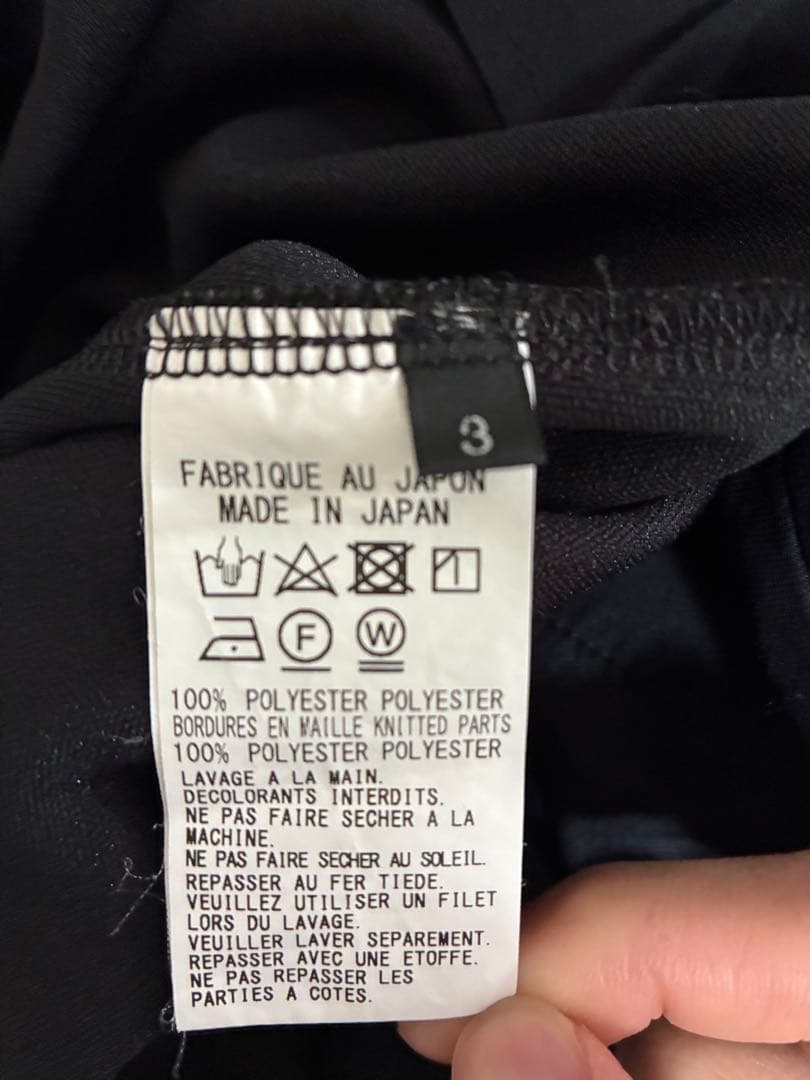 3
FABRIQUE AU JAPON
MADE IN JAPAN
F W
100% POLYESTER POLYESTER
BORDURES EN MAILLE KNITTED PARTS
100% POLYESTER POLYESTER
LAVAGE A LA MAIN.
DECOLORANTS INTERDITS.
NE PAS FAIRE SECHER A LA
MACHINE.
NE PAS FAIRE SECHER AU SOLEIL.
REPASSER AU FER TIEDE.
VEUILLEZ UTILISER UN FILET
LORS DU LAVAGE.
VEUILLER LAVER SEPAREMENT.
REPASSER AVEC UNE ETOFFE.
NE PAS REPASSER LES
PARTIES A COTES.